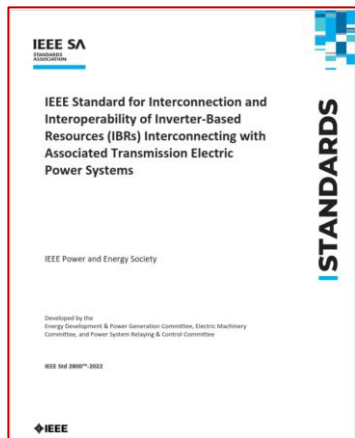 IEEE SA
STANDARDS
ASSOCIATION
IEEE Standard for Interconnection and
Interoperability of Inverter-Based
Resources (IBRs) Interconnecting with
Associated Transmission Electric
Power Systems
STANDARDS
IEEE Power and Energy Society
Developed by the
Energy Development & Power Generation Committee, Electric Machinery
Committee, and Power System Relaying & Control Committee
IEEE Std 2800™-2022
IEEE